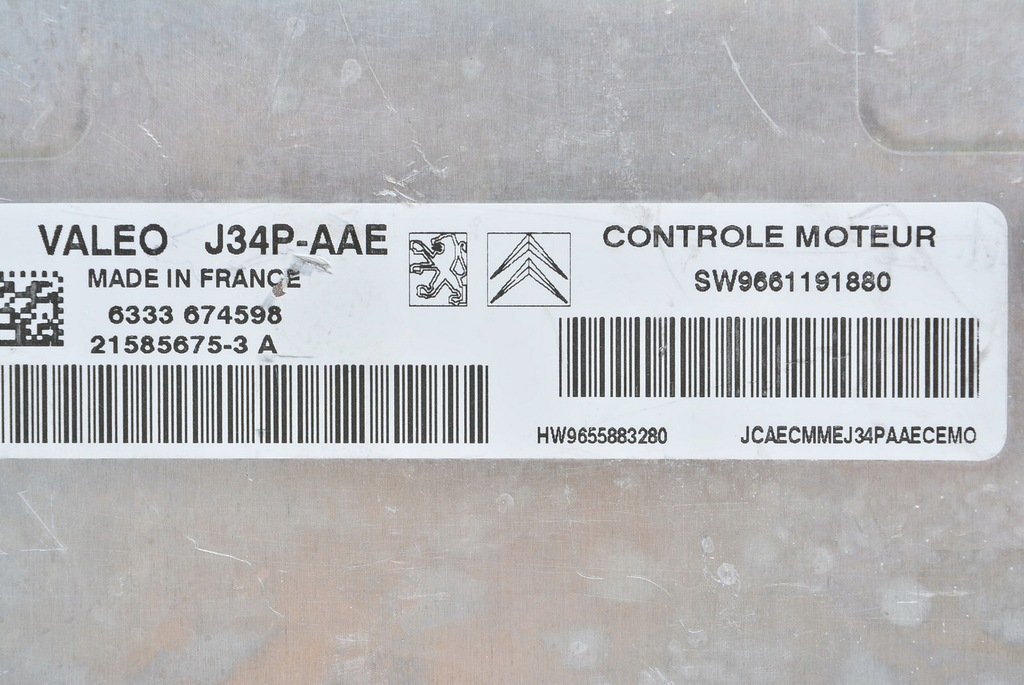 VALEO J34P-AAE
MADE IN FRANCE
6333 674598
21585675-3 A
CONTROLE MOTEUR
SW9661191880
HW9655883280 JCAECMMEJ34PAAECEMO